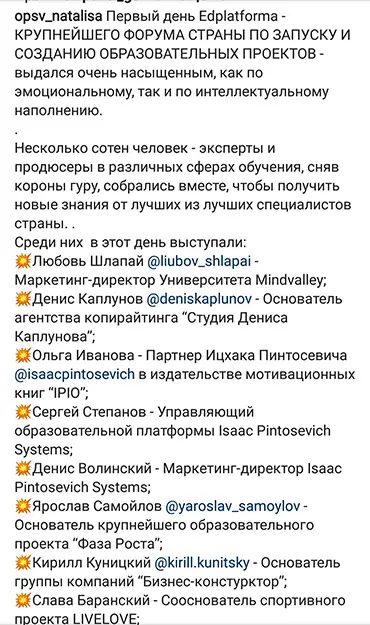 opsv_natalisa Первый день Edplatforma -
КРУПНЕЙШЕГО ФОРУМА СТРАНЫ ПО ЗАПУСКУ И
СОЗДАНИЮ ОБРАЗОВАТЕЛЬНЫХ ПРОЕКТОВ -
выдался очень насыщенным, как по
эмоциональному, так и по интеллектуальному
наполнению.
.
Несколько сотен человек - эксперты и
продюсеры в различных сферах обучения, сняв
короны гуру, собрались вместе, чтобы получить
новые знания от лучших из лучших специалистов
страны. .
Среди них в этот день выступали:
💥Любовь Шлапай @liubov_shlapai -
Маркетинг-директор Университета Mindvalley;
💥Денис Каплунов @deniskaplunov - Основатель
агентства копирайтинга “Студия Дениса
Каплунова”;
💥Ольга Иванова - Партнер Ицхака Пинтосевича
@isaacpintosevich в издательстве мотивационных
книг “IPIO”;
💥Сергей Степанов - Управляющий
образовательной платформы Isaac Pintosevich
Systems;
💥Денис Волинский - Маркетинг-директор Isaac
Pintosevich Systems;
💥Ярослав Самойлов @yaroslav_samoylov -
Основатель крупнейшего образовательного
проекта “Фаза Роста”;
💥Кирилл Куницкий @kirill.kunitsky - Основатель
группы компаний “Бизнес-констурктор”;
💥Слава Баранский - Сооснователь спортивного
проекта LIVELOVE;